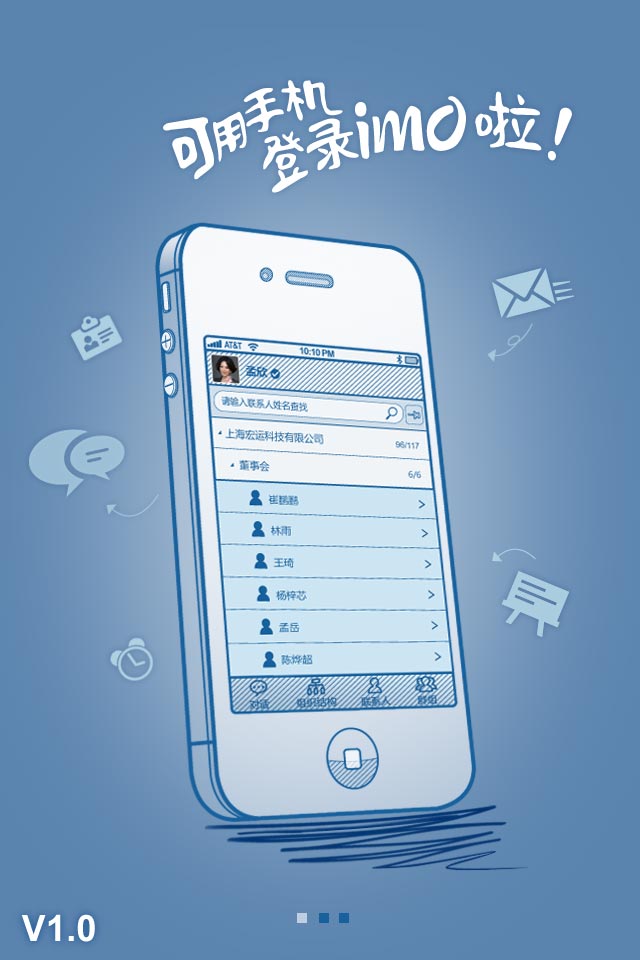 可用手机
登录imo啦！
AT&T
10:10 PM
孟欣
请输入联系人姓名查找
上海宏运科技有限公司
96/117
董事会
6/6
崔鹏鹏
林雨
王琦
杨梓芯
孟岳
陈烨韶
对话
组织结构
联系人
群组
V1.0